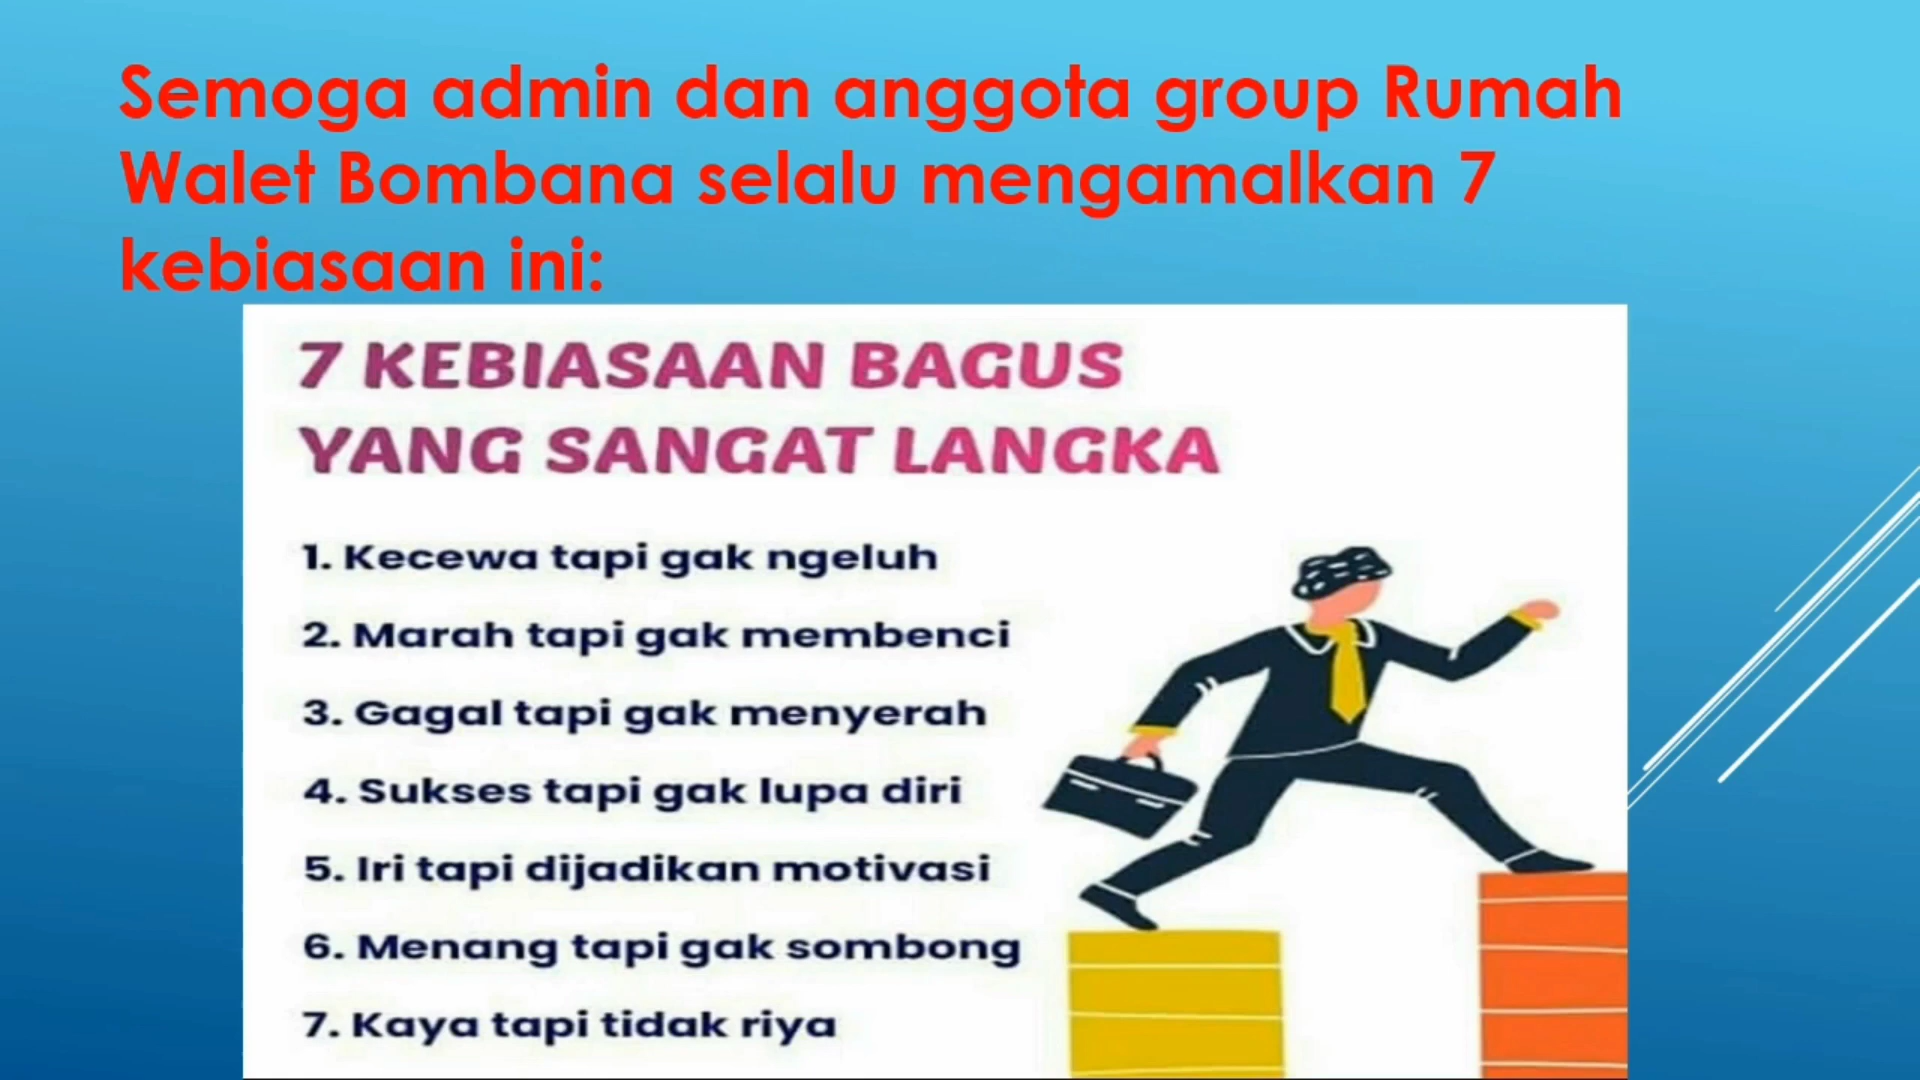 Semoga admin dan anggota group Rumah
Walet Bombana selalu mengamalkan 7
kebiasaan ini:
7 KEBIASAAN BAGUS
YANG SANGAT LANGKA
1. Kecewa tapi gak ngeluh
2. Marah tapi gak membenci
3. Gagal tapi gak menyerah
4. Sukses tapi gak lupa diri
5. Iri tapi dijadikan motivasi
6. Menang tapi gak sombong
7. Kaya tapi tidak riya